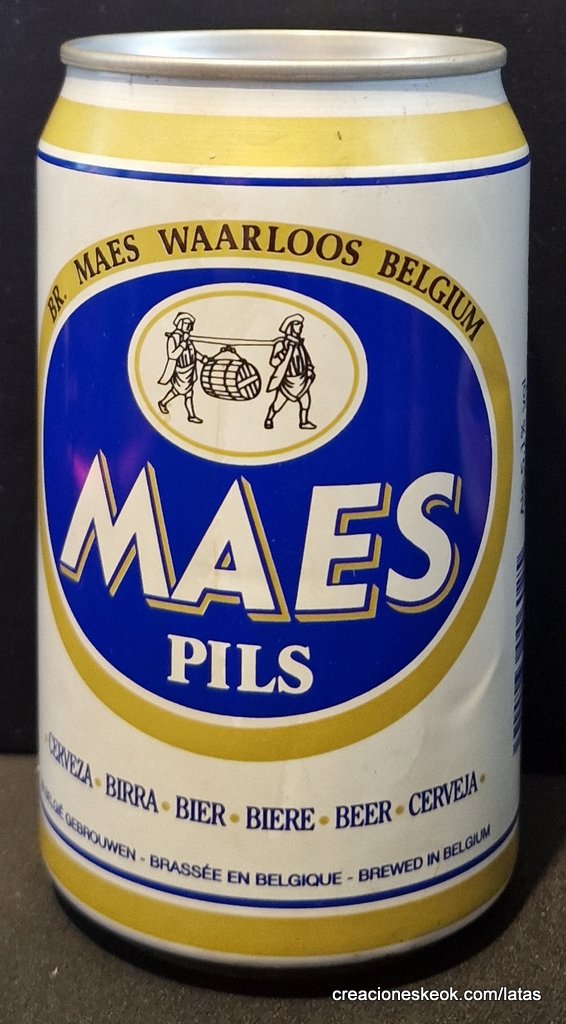 BR. MAES WAARLOOS BELGIUM
MAES
PILS
CERVEZA • BIRRA • BIER • BIERE • BEER • CERVEJA •
GEBROUWEN - BRASSÉE EN BELGIQUE - BREWED IN BELGIUM
creacioneskeok.com/latas